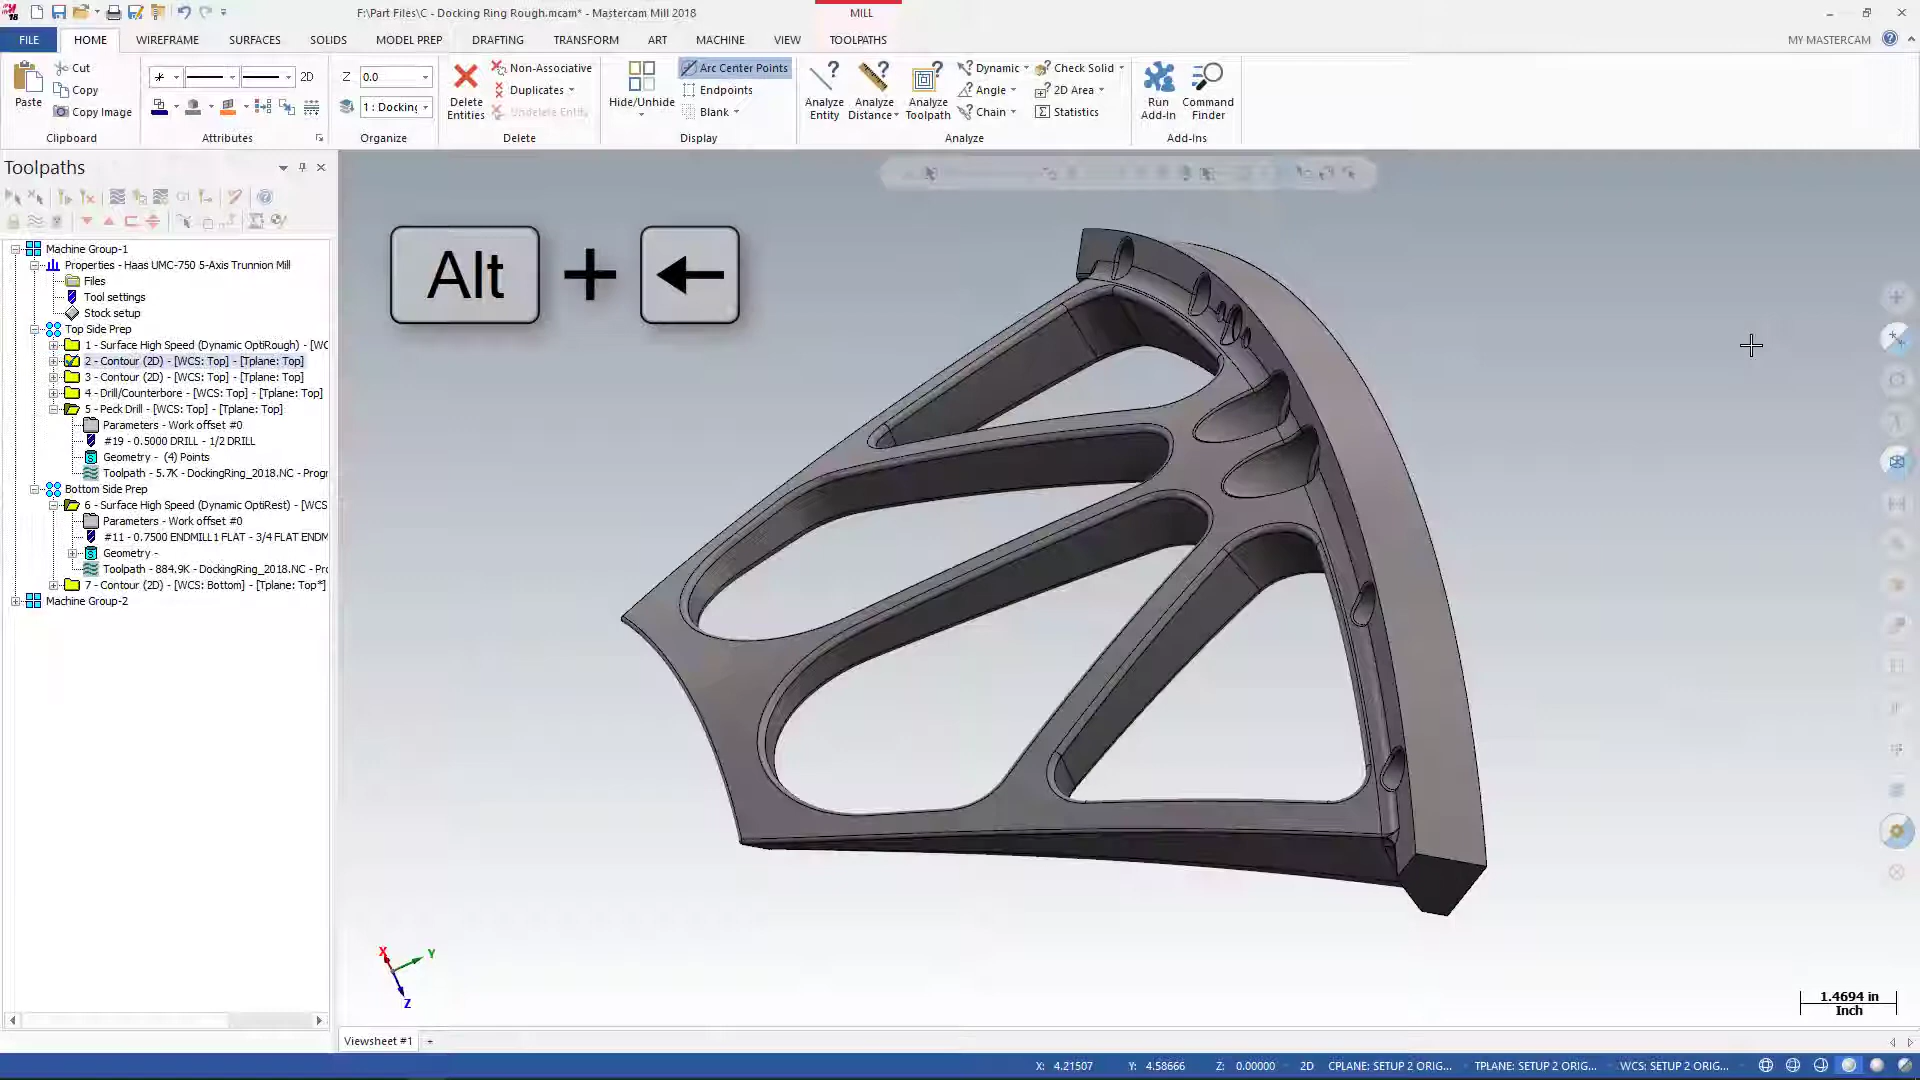 F:\Part Files\C - Docking Ring Rough.mcam* - Mastercam Mill 2018
MILL
FILE HOME WIREFRAME SURFACES SOLIDS MODEL PREP DRAFTING TRANSFORM ART MACHINE VIEW TOOLPATHS MY MASTERCAM
Paste
Cut
Copy
Copy Image
Clipboard
2D
Attributes
Z 0.0
1 : Docking
Organize
Delete Entities
Non-Associative
Duplicates
Undelete Entity
Delete
Hide/Unhide
Arc Center Points
Endpoints
Blank
Display
Analyze Entity
Analyze Distance
Analyze Toolpath
Dynamic
Angle
Chain
Check Solid
2D Area
Statistics
Analyze
Run Add-In
Command Finder
Add-Ins
Toolpaths
G1
Machine Group-1
Properties - Haas UMC-750 5-Axis Trunnion Mill
Files
Tool settings
Stock setup
Top Side Prep
1 - Surface High Speed (Dynamic OptiRough) - [WC
2 - Contour (2D) - [WCS: Top] - [Tplane: Top]
3 - Contour (2D) - [WCS: Top] - [Tplane: Top]
4 - Drill/Counterbore - [WCS: Top] - [Tplane: Top]
5 - Peck Drill - [WCS: Top] - [Tplane: Top]
Parameters - Work offset #0
#19 - 0.5000 DRILL - 1/2 DRILL
Geometry - (4) Points
Toolpath - 5.7K - DockingRing_2018.NC - Progr
Bottom Side Prep
6 - Surface High Speed (Dynamic OptiRest) - [WCS
Parameters - Work offset #0
#11 - 0.7500 ENDMILL1 FLAT - 3/4 FLAT ENDM
Geometry -
Toolpath - 884.9K - DockingRing_2018.NC - Pro
7 - Contour (2D) - [WCS: Bottom] - [Tplane: Top*]
Machine Group-2
Alt + ←
X
Y
Z
1.4694 in
Inch
Viewsheet #1 +
X: 4.21507 Y: 4.58666 Z: 0.00000 2D CPLANE: SETUP 2 ORIG... TPLANE: SETUP 2 ORIG... WCS: SETUP 2 ORIG...